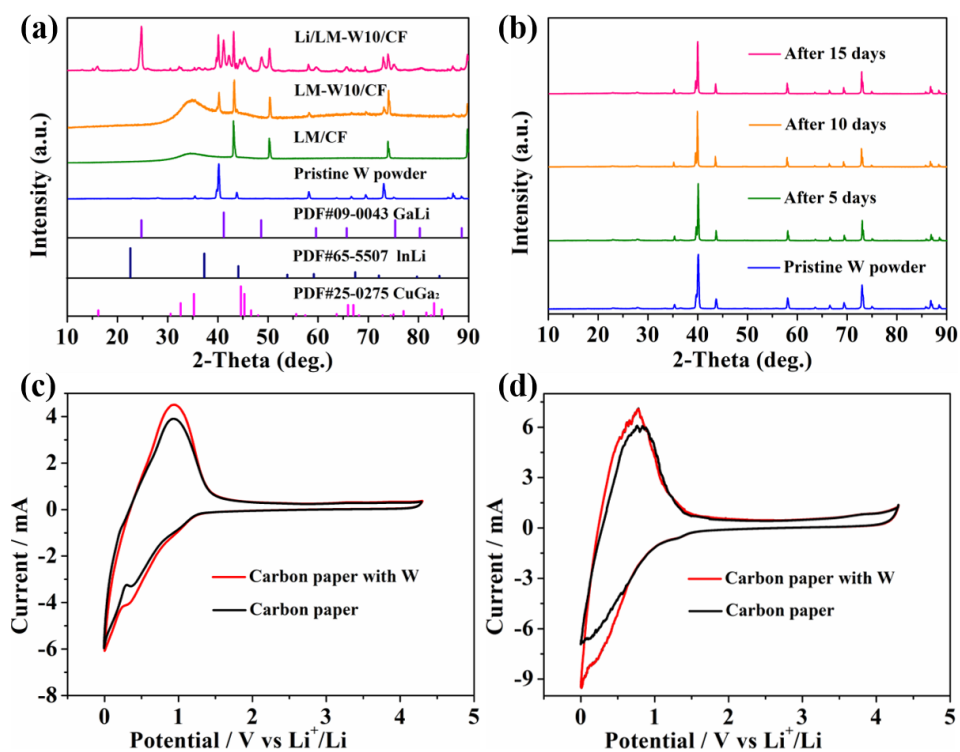 (a)
Intensity (a.u.)
Li/LM-W10/CF
LM-W10/CF
LM/CF
Pristine W powder
PDF#09-0043 GaLi
PDF#65-5507 InLi
PDF#25-0275 CuGa₂
10 20 30 40 50 60 70 80 90
2-Theta (deg.)
(b)
Intensity (a.u.)
After 15 days
After 10 days
After 5 days
Pristine W powder
10 20 30 40 50 60 70 80 90
2-Theta (deg.)
(c)
Current / mA
4
2
0
-2
-4
-6
-8
Carbon paper with W
Carbon paper
0 1 2 3 4 5
Potential / V vs Li⁺/Li
(d)
Current / mA
6
3
0
-3
-6
-9
Carbon paper with W
Carbon paper
0 1 2 3 4 5
Potential / V vs Li⁺/Li